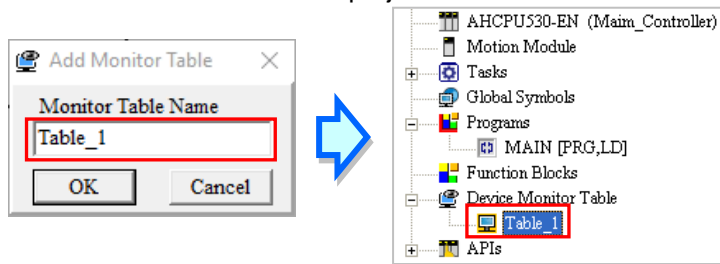 Add Monitor Table
Monitor Table Name
Table_1
OK
Cancel
AHCPU530-EN (Maim_Controller)
Motion Module
Tasks
Global Symbols
Programs
MAIN [PRG,LD]
Function Blocks
Device Monitor Table
Table_1
APIs